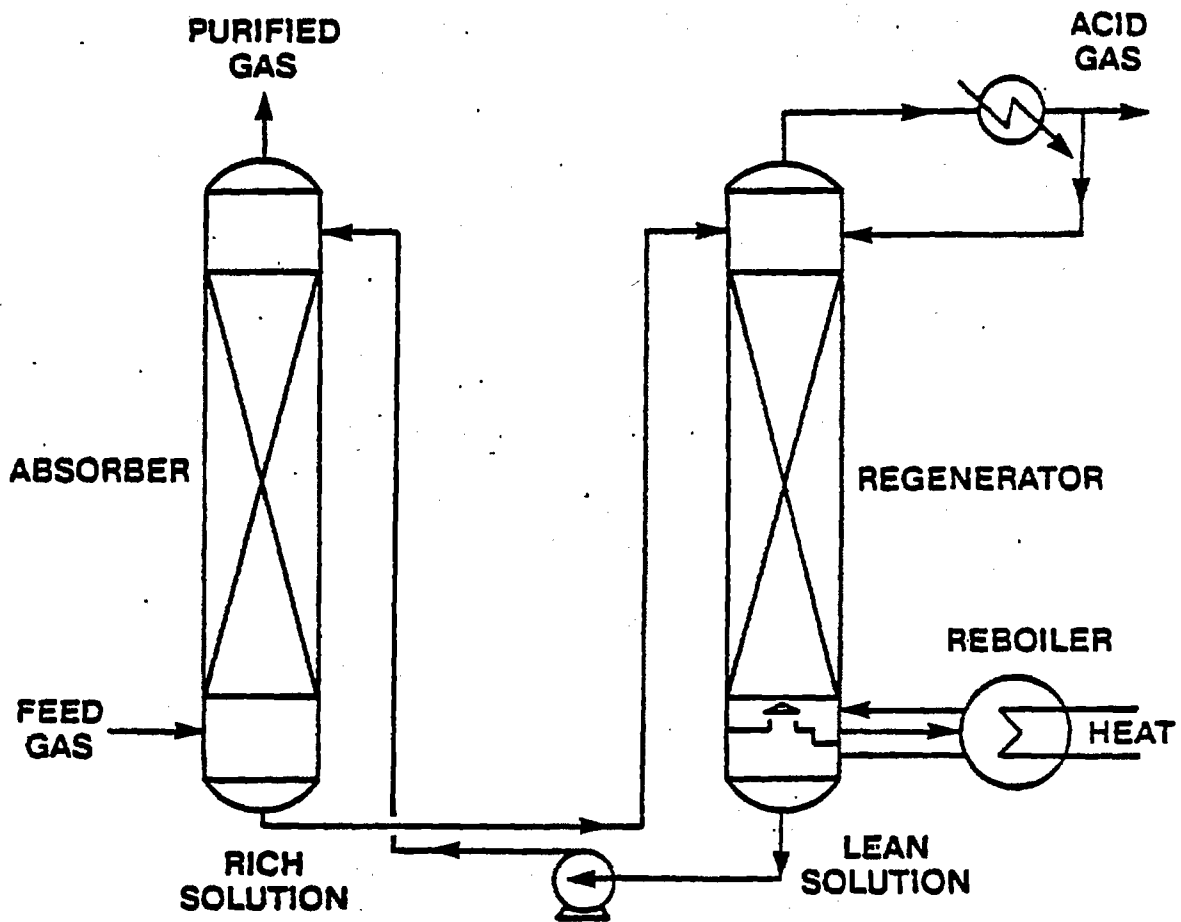 PURIFIED
GAS
ACID
GAS
ABSORBER
REGENERATOR
REBOILER
FEED
GAS
HEAT
RICH
SOLUTION
LEAN
SOLUTION